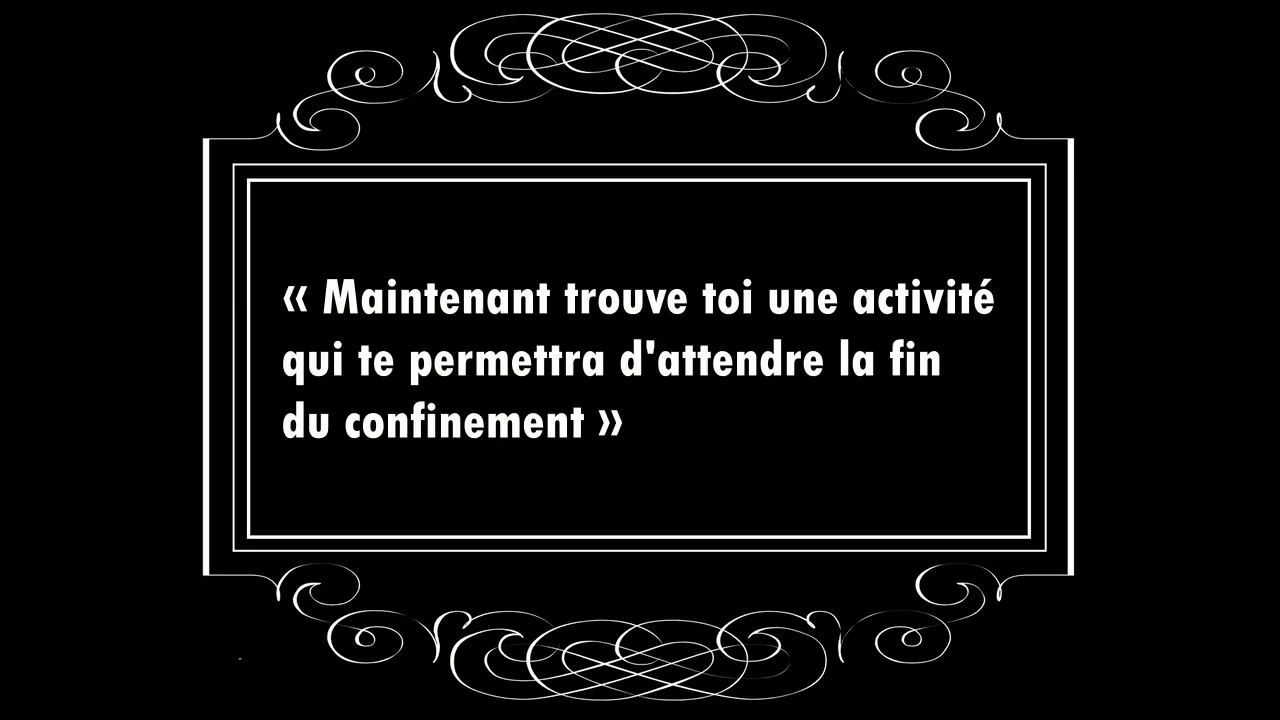 « Maintenant trouve toi une activité
qui te permettra d'attendre la fin
du confinement »